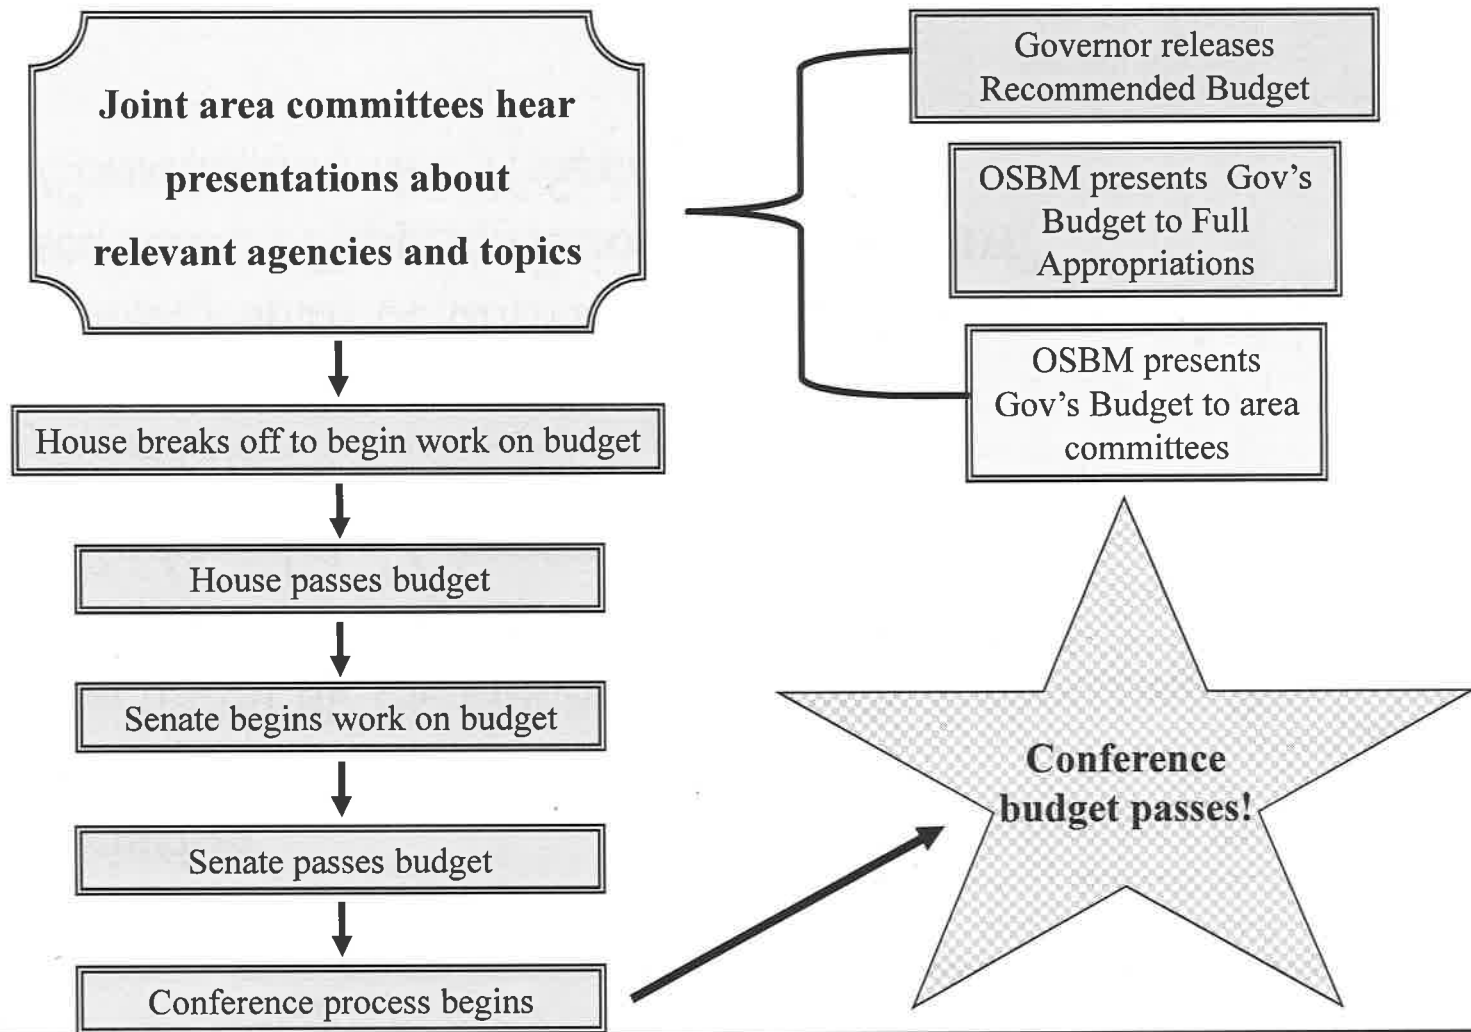 Joint area committees hear
presentations about
relevant agencies and topics
House breaks off to begin work on budget
House passes budget
Senate begins work on budget
Senate passes budget
Conference process begins
Governor releases
Recommended Budget
OSBM presents  Gov's
Budget to Full
Appropriations
OSBM presents
Gov's Budget to area
committees
Conference
budget passes!